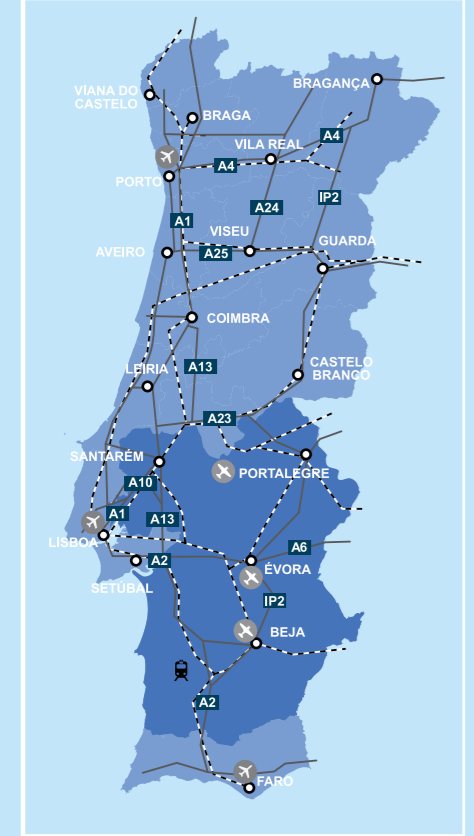 BRAGANÇA
VIANA DO
CASTELO
BRAGA
A4
VILA REAL
A4
PORTO
IP2
A24
A1
VISEU
GUARDA
AVEIRO
A25
COIMBRA
CASTELO
BRANCO
LEIRIA
A13
A23
SANTARÉM
PORTALEGRE
A10
A1
A13
LISBOA
A6
A2
ÉVORA
SETÚBAL
IP2
BEJA
A2
FARO